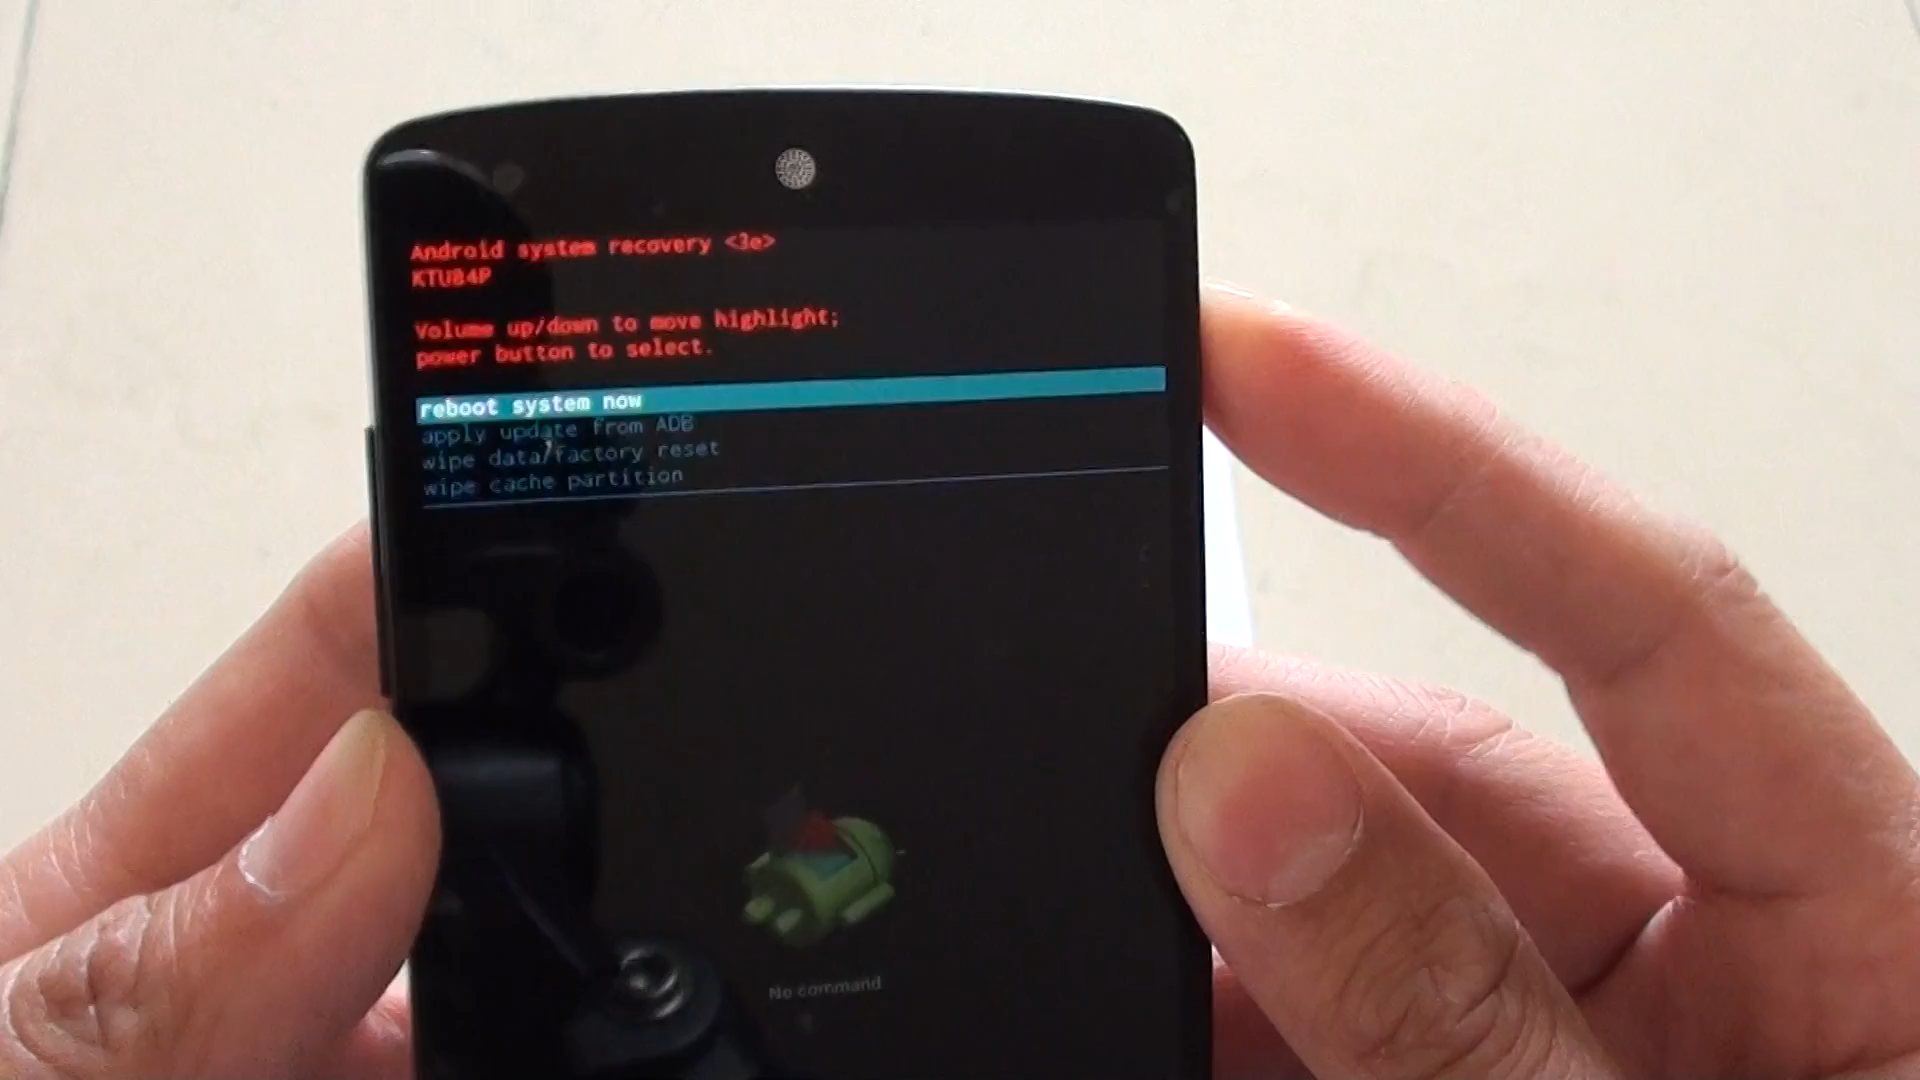 Android system recovery <3e>
KTU84P
Volume up/down to move highlight;
power button to select.
reboot system now
apply update from ADB
wipe data/factory reset
wipe cache partition
No command